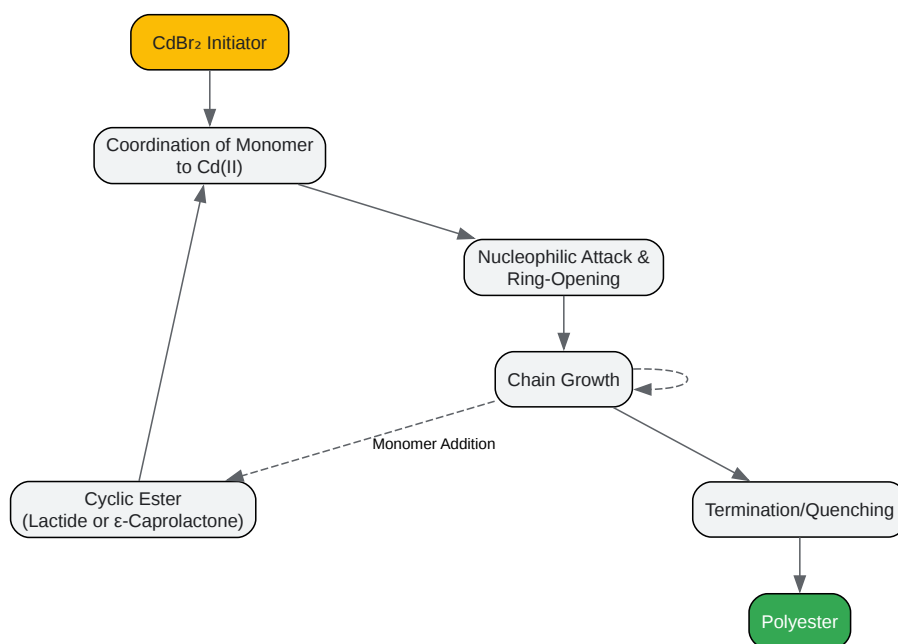 CdBr₂ Initiator
Coordination of Monomer
to Cd(II)
Nucleophilic Attack &
Ring-Opening
Chain Growth
Monomer Addition
Cyclic Ester
(Lactide or ε-Caprolactone)
Termination/Quenching
Polyester